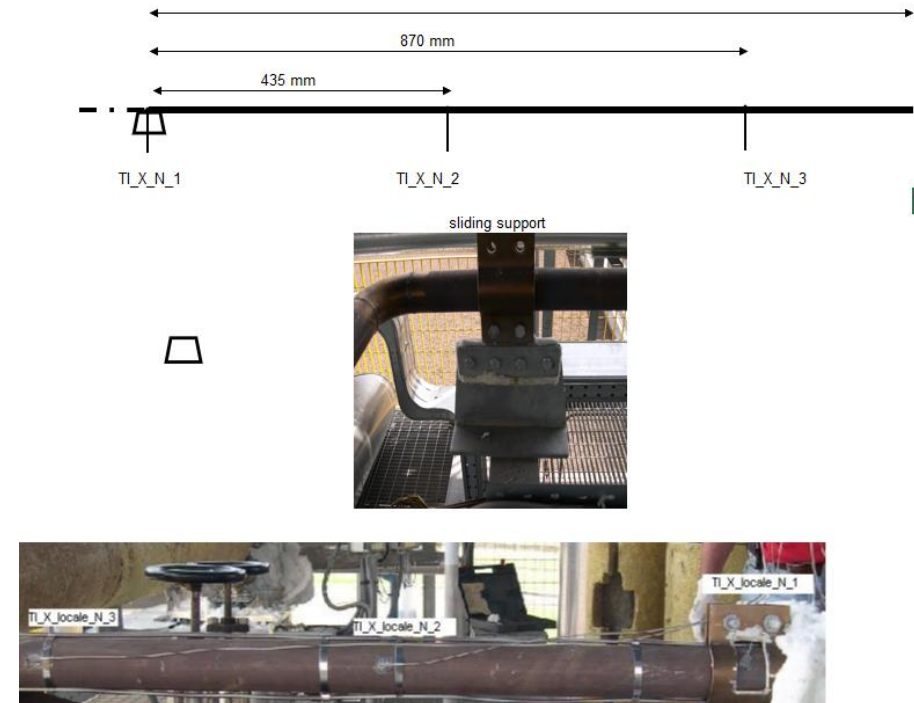 870 mm
435 mm
TI_X_N_1
TI_X_N_2
TI_X_N_3
sliding support
TI_X_locale_N_1
TI_X_locale_N_3
TI_X_locale_N_2